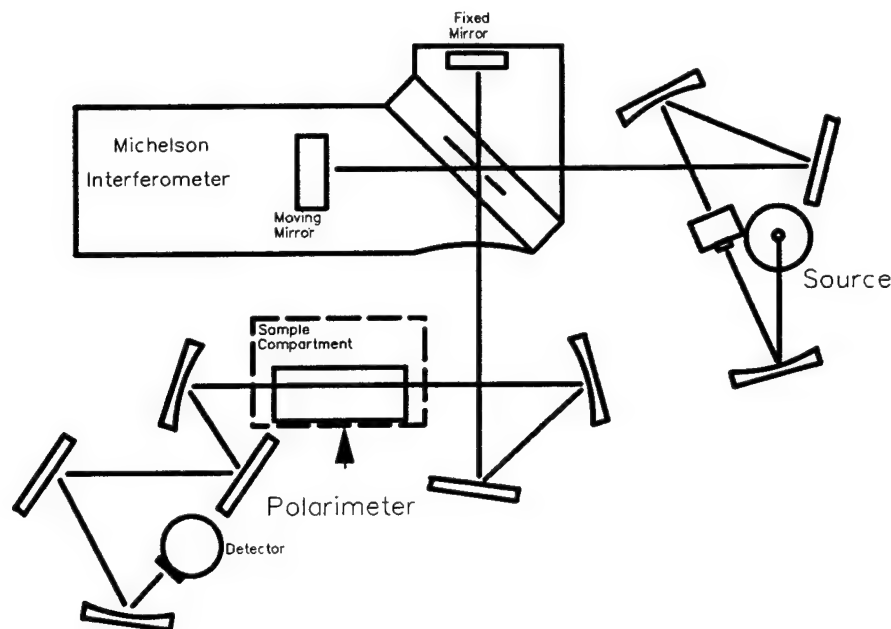 Fixed
Mirror
Michelson
Interferometer
Moving
Mirror
Source
Sample
Compartment
Polarimeter
Detector